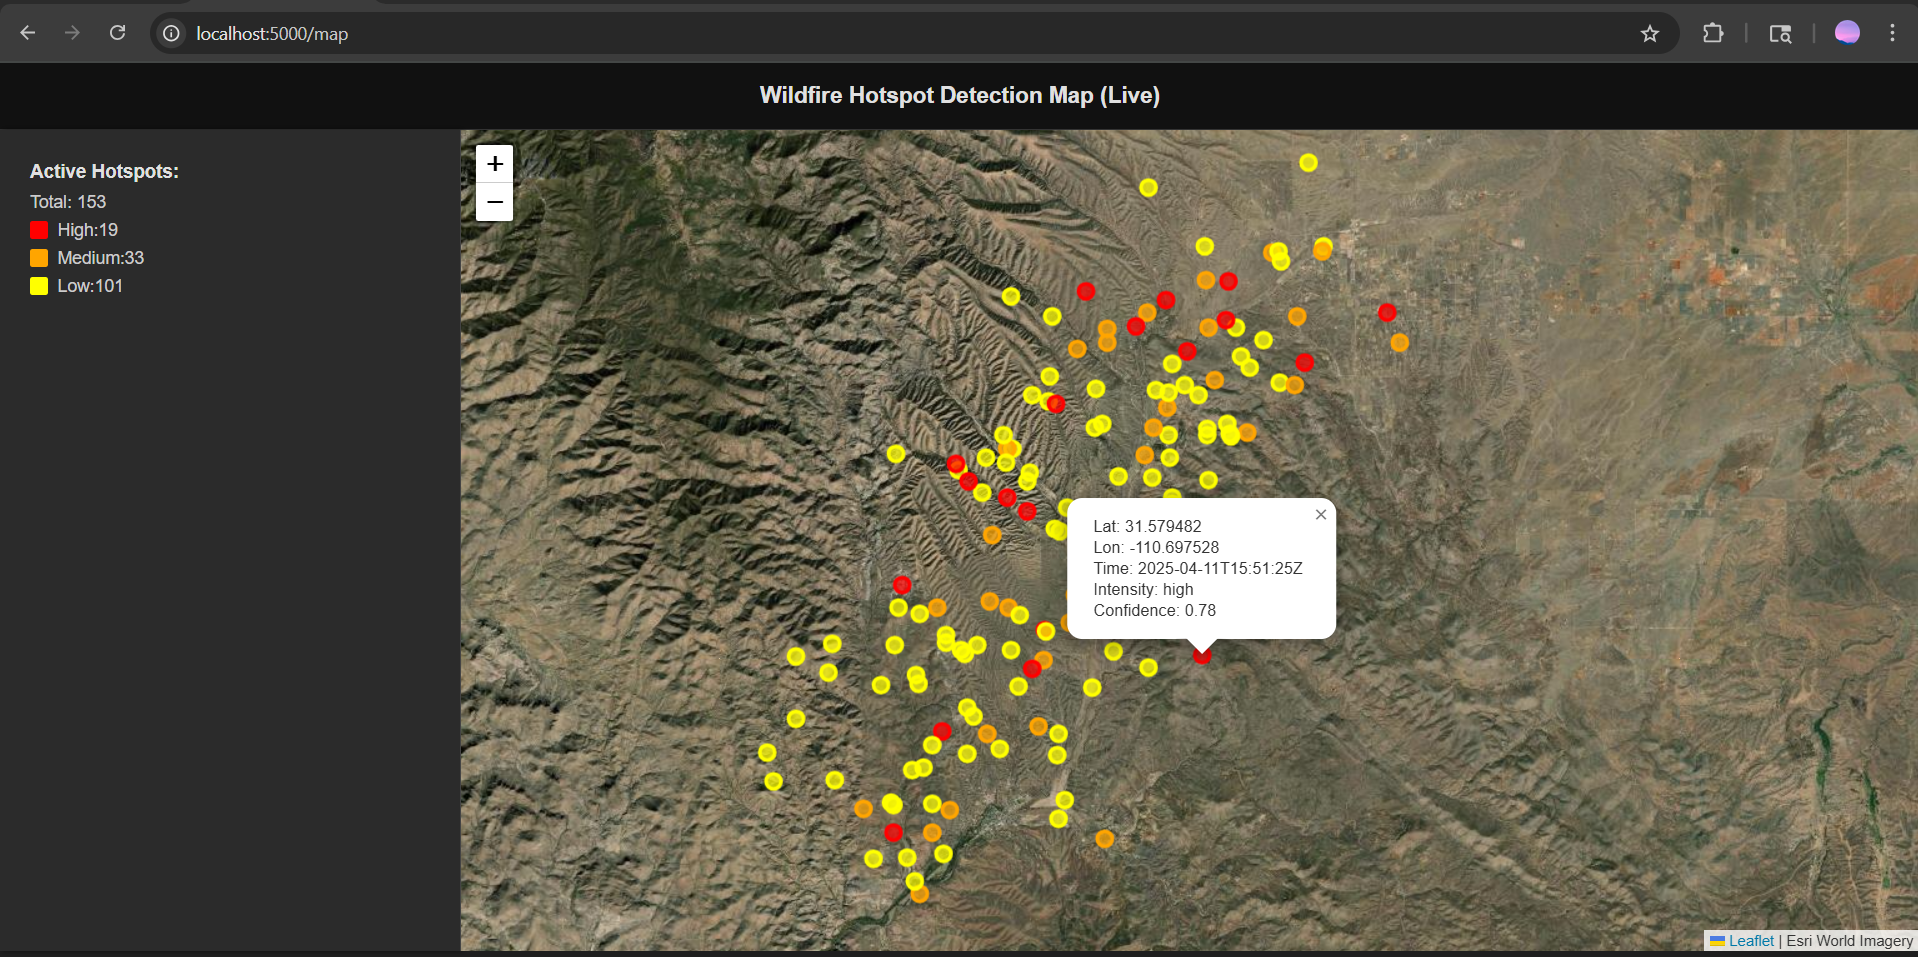 localhost:5000/map
Wildfire Hotspot Detection Map (Live)
Active Hotspots:
Total: 153
High:19
Medium:33
Low:101
+
−
×
Lat: 31.579482
Lon: -110.697528
Time: 2025-04-11T15:51:25Z
Intensity: high
Confidence: 0.78
Leaflet | Esri World Imagery